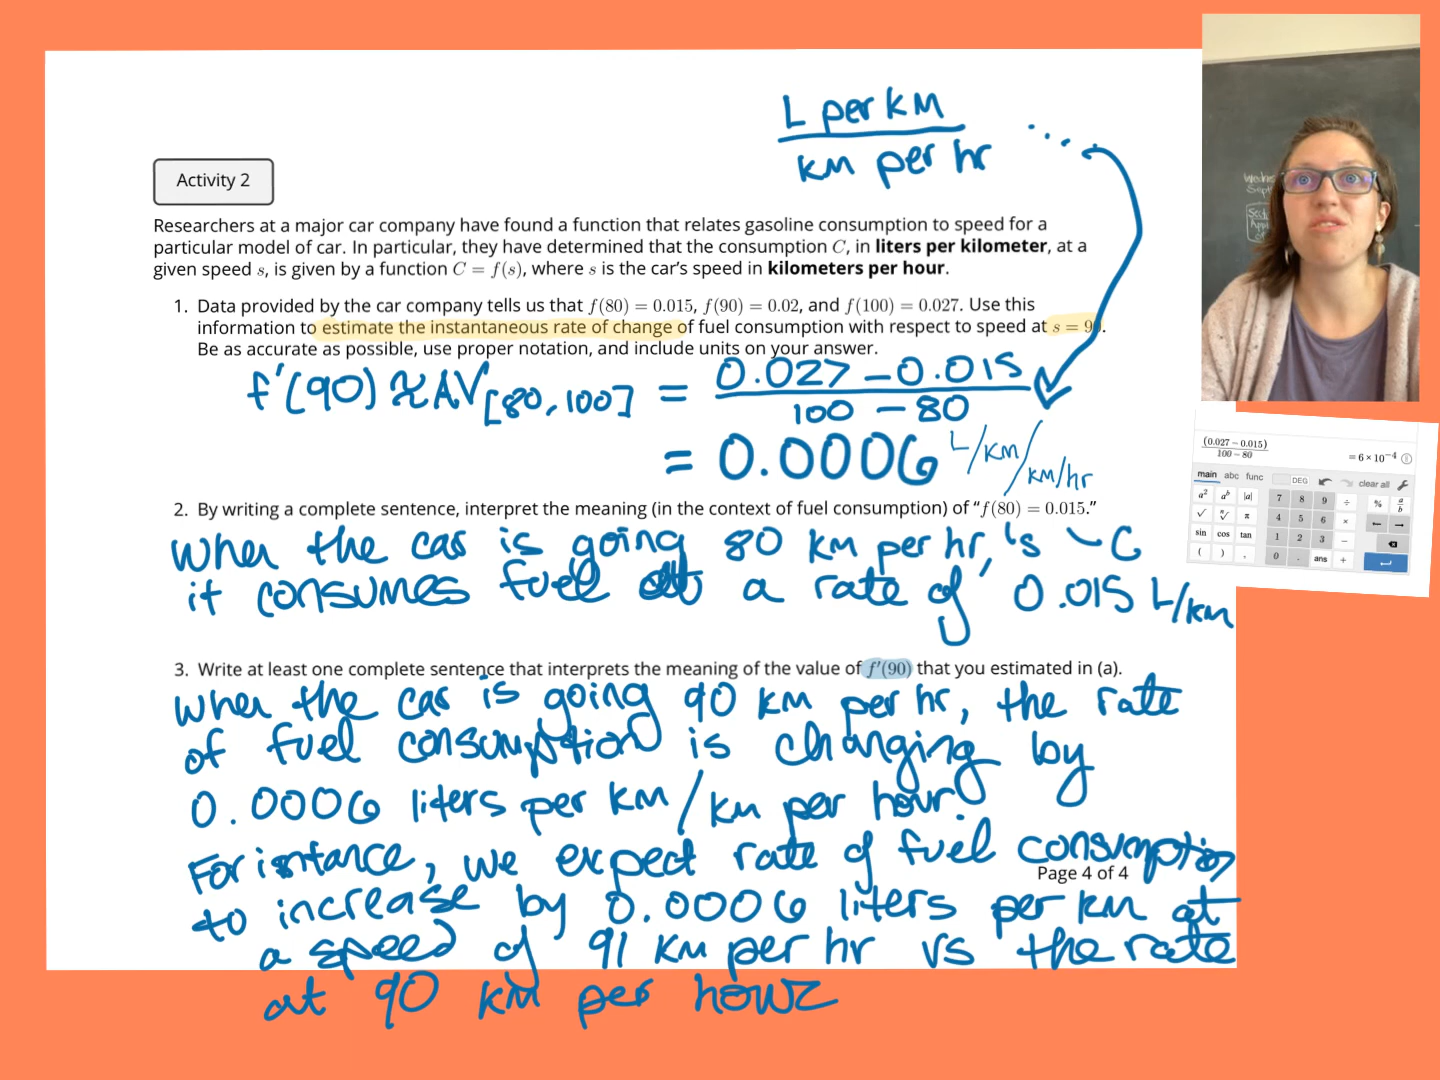 L per KM
KM per hr
Activity 2
Researchers at a major car company have found a function that relates gasoline consumption to speed for a
particular model of car. In particular, they have determined that the consumption C, in liters per kilometer, at a
given speed s, is given by a function C = f(s), where s is the car's speed in kilometers per hour.
1. Data provided by the car company tells us that f(80) = 0.015, f(90) = 0.02, and f(100) = 0.027. Use this
information to estimate the instantaneous rate of change of fuel consumption with respect to speed at s = 90.
Be as accurate as possible, use proper notation, and include units on your answer.
f'(90) ≈ AV[80,100] = 0.027 - 0.015
100 - 80
= 0.0006 L/KM/KM/hr
2. By writing a complete sentence, interpret the meaning (in the context of fuel consumption) of "f(80) = 0.015."
When the car is going 80 KM per hr, 's C
it consumes fuel at a rate of 0.015 L/KM
3. Write at least one complete sentence that interprets the meaning of the value of f'(90) that you estimated in (a).
When the car is going 90 KM per hr, the rate
of fuel consumption is changing by
0.0006 liters per KM/KM per hour.
For intance, we expect rate of fuel consumption
Page 4 of 4
to increase by 0.0006 liters per KM at
a speed of 91 KM per hr vs the rate
at 90 KM per hour
(0.027 - 0.015)
100 - 80
= 6 × 10⁻⁴
main abc func DEG clear all
a² aᵇ |a| 7 8 9 ÷ % a/b
√ ⁿ√ π 4 5 6 × ← →
sin cos tan 1 2 3 −
( ) , 0 . ans +